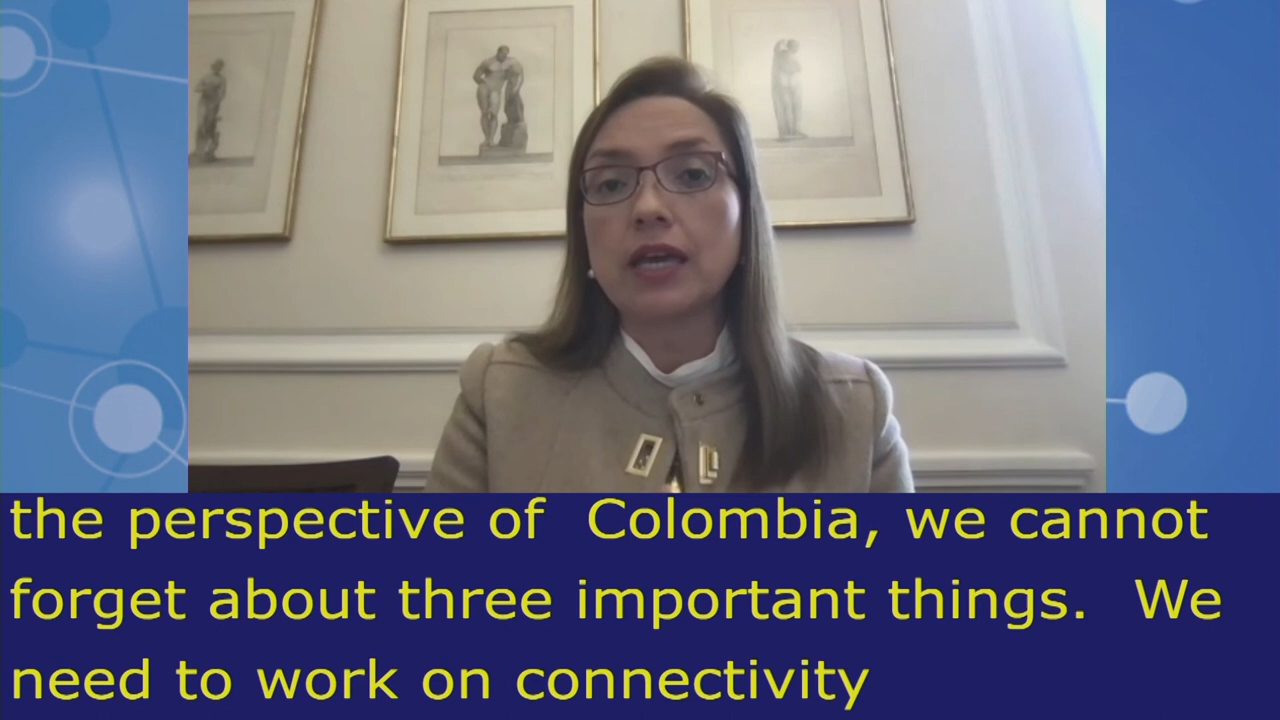 the perspective of  Colombia, we cannot
forget about three important things.  We
need to work on connectivity